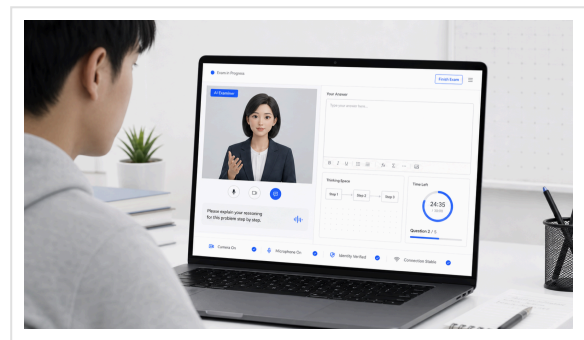 Exam in Progress
Finish Exam
AI Examiner
Please explain your reasoning
for this problem step by step.
Your Answer
Type your answer here...
B I U
Thinking Space
Step 1
Step 2
Step 3
Time Left
24:35
Question 2 / 5
Camera On
Microphone On
Identity Verified
Connection Stable